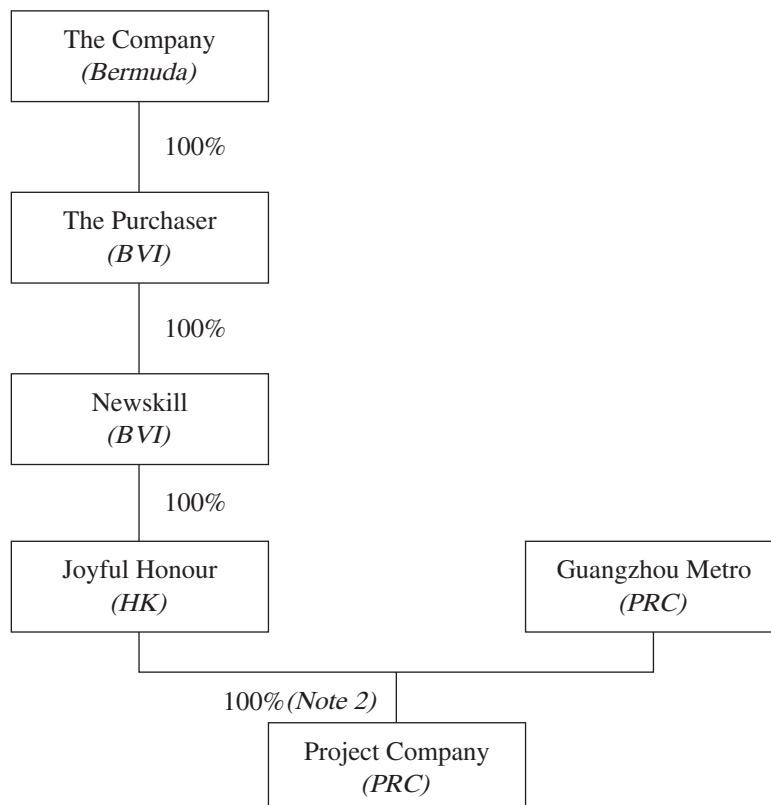 The Company
(Bermuda)
100%
The Purchaser
(BVI)
100%
Newskill
(BVI)
100%
Joyful Honour
(HK)
Guangzhou Metro
(PRC)
100%(Note 2)
Project Company
(PRC)